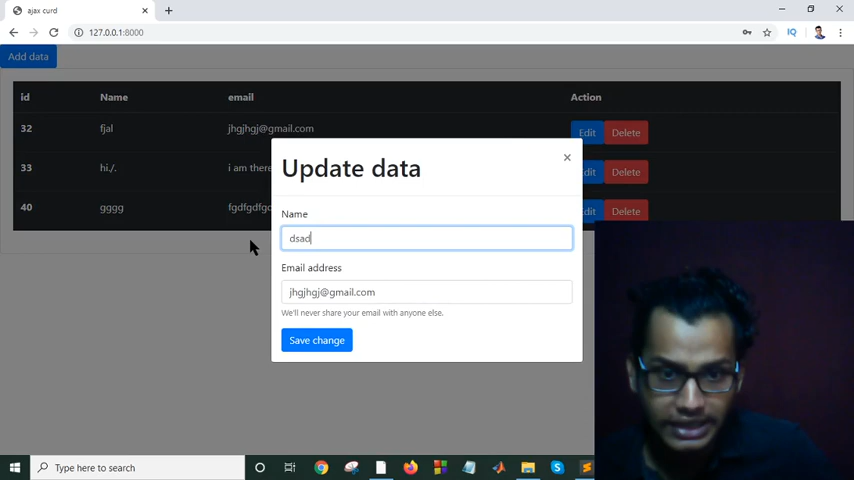 ajax curd
127.0.0.1:8000
Add data
id Name email Action
32 fjal jhgjhgj@gmail.com Edit Delete
33 hi./. i am there Edit Delete
40 gggg fgdfgdfgd Edit Delete
Update data ×
Name
dsad
Email address
jhgjhgj@gmail.com
We'll never share your email with anyone else.
Save change
Type here to search